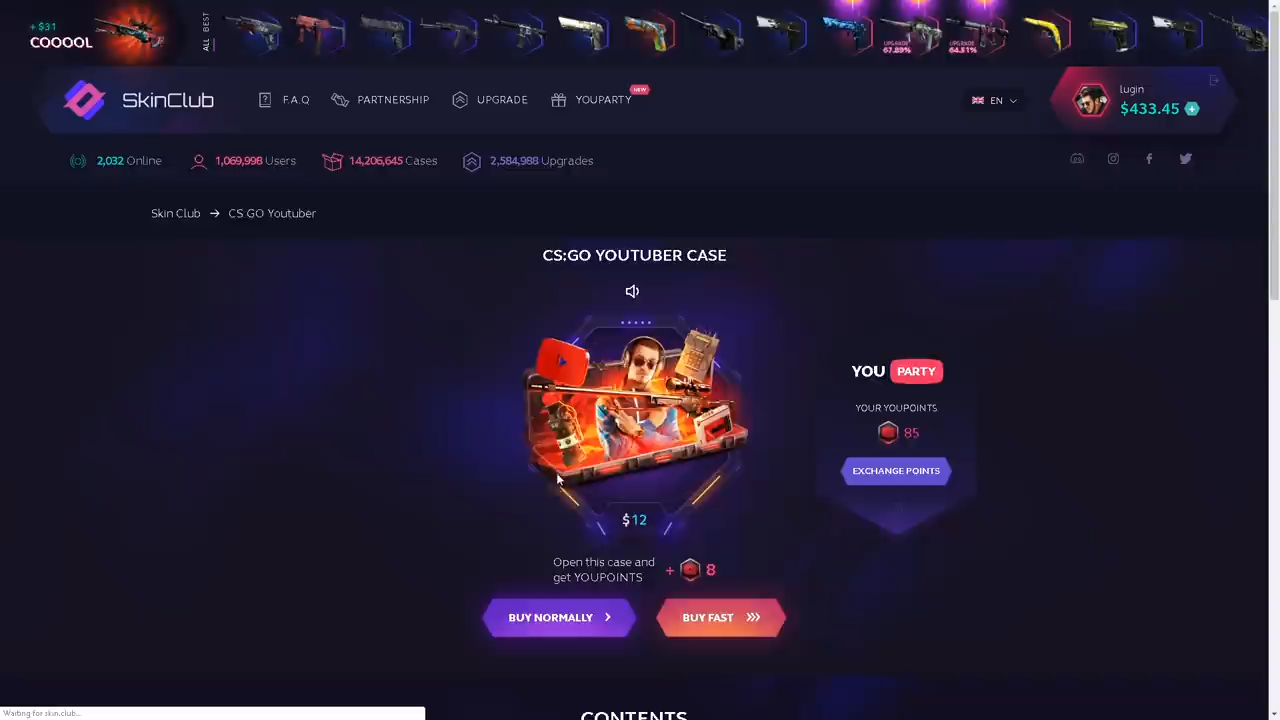 + $31
COOOOL
ALL BEST
UPGRADED
67.89%
UPGRADED
64.51%
SKINCLUB
? F.A.Q
PARTNERSHIP
UPGRADE
YOUPARTY
NEW
EN
lugin
$433.45 +
2,032 Online
1,069,998 Users
14,206,645 Cases
2,584,988 Upgrades
Skin Club → CS GO Youtuber
CS:GO YOUTUBER CASE
YOU PARTY
YOUR YOUPOINTS
85
EXCHANGE POINTS
$12
Open this case and
get YOUPOINTS
+ 8
BUY NORMALLY
BUY FAST
CONTENTS
Waiting for skin.club...